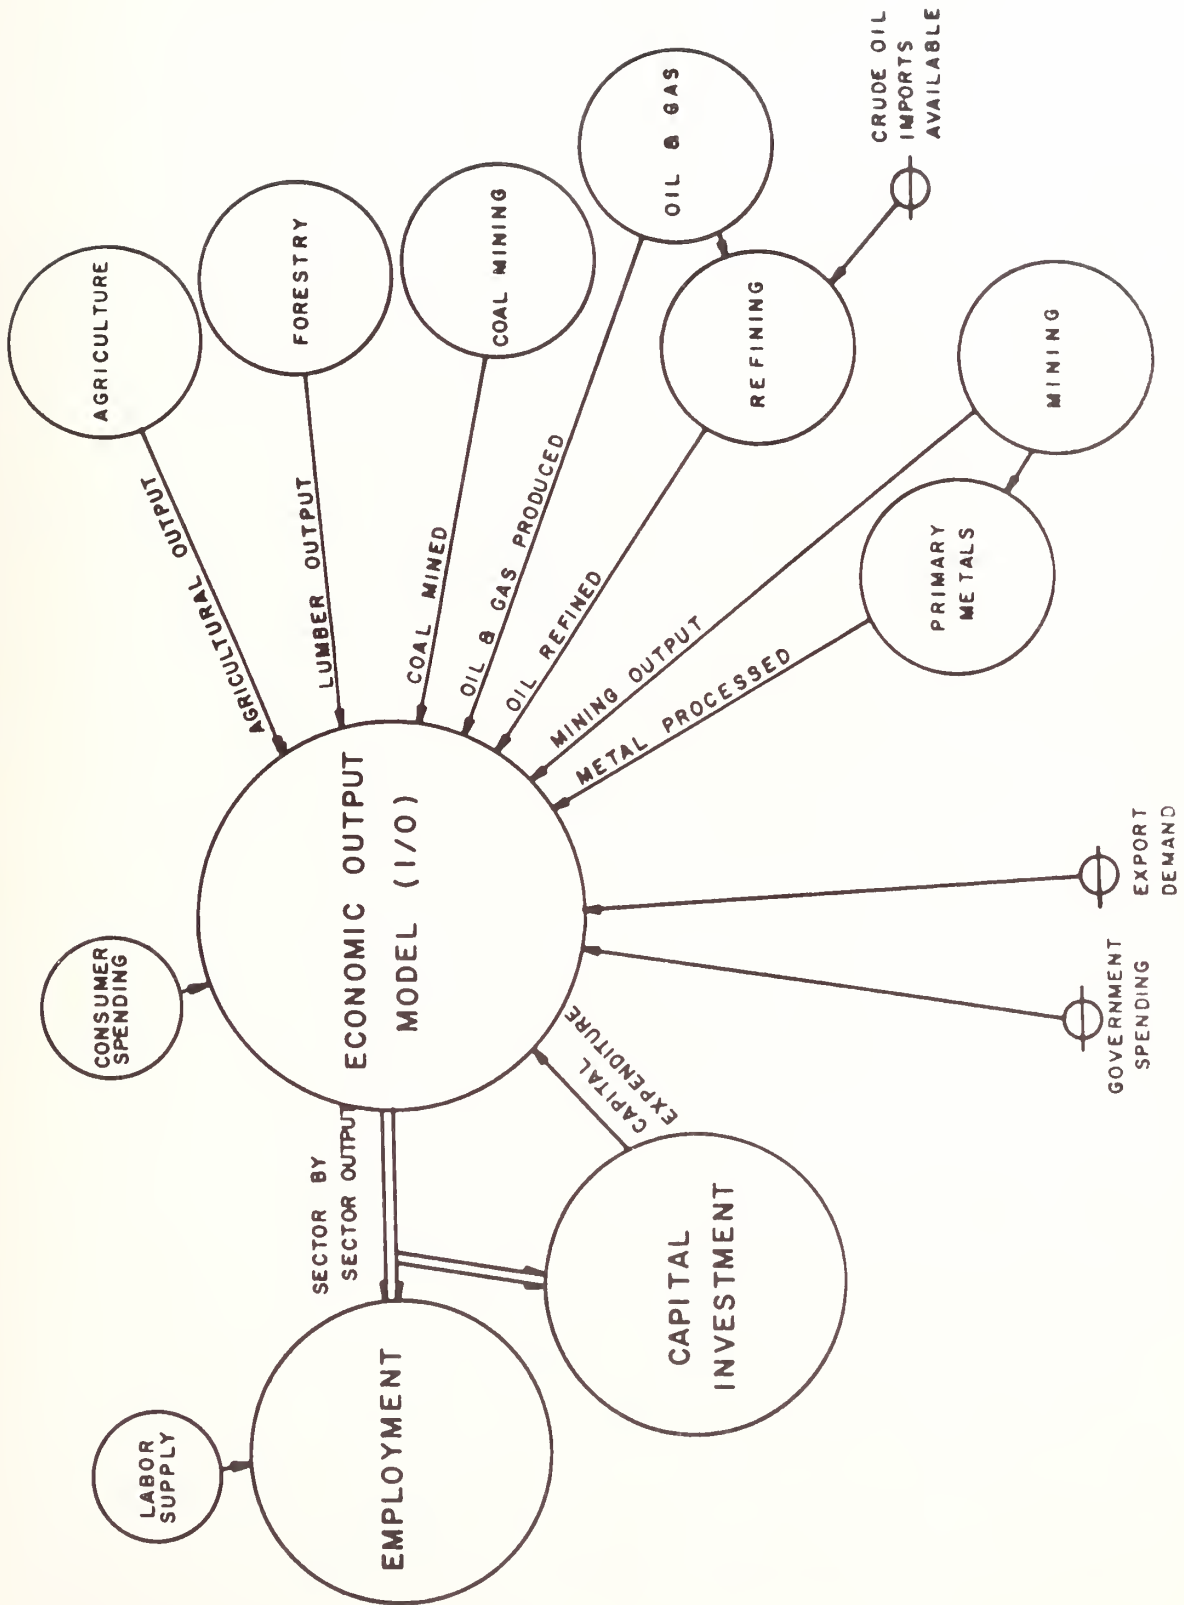 LABOR
SUPPLY
EMPLOYMENT
CONSUMER
SPENDING
SECTOR BY
SECTOR OUTPUT
CAPITAL
INVESTMENT
CAPITAL
EXPENDITURE
ECONOMIC OUTPUT
MODEL (I/O)
GOVERNMENT
SPENDING
EXPORT
DEMAND
AGRICULTURAL OUTPUT
AGRICULTURE
LUMBER OUTPUT
FORESTRY
COAL MINED
COAL MINING
OIL & GAS PRODUCED
OIL & GAS
OIL REFINED
REFINING
CRUDE OIL
IMPORTS
AVAILABLE
MINING OUTPUT
MINING
METAL PROCESSED
PRIMARY
METALS